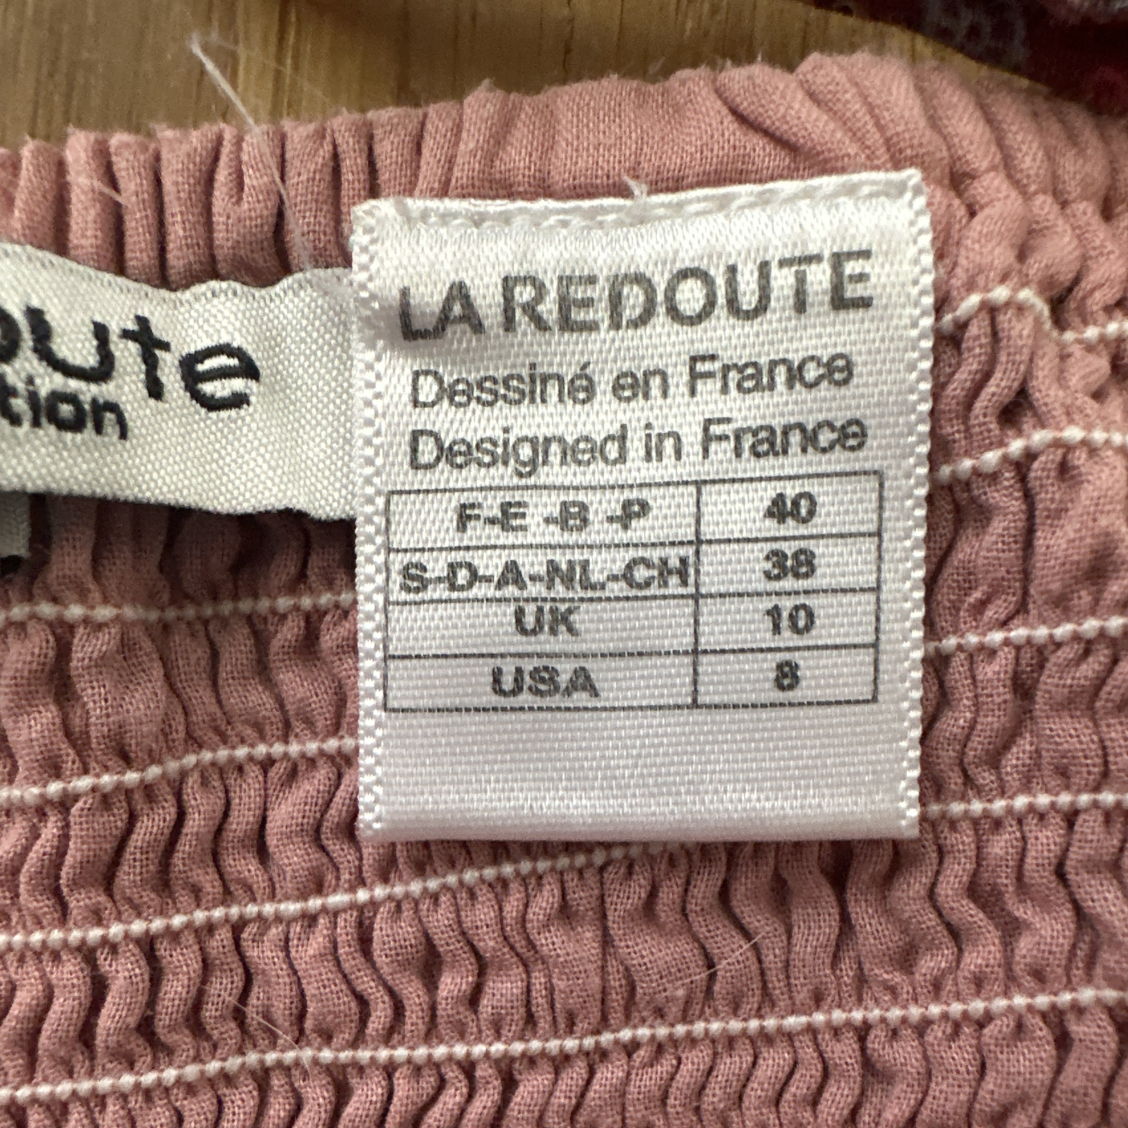 oute
tion
LA REDOUTE
Dessiné en France
Designed in France
F-E -B -P 40
S-D-A-NL-CH 38
UK 10
USA 8